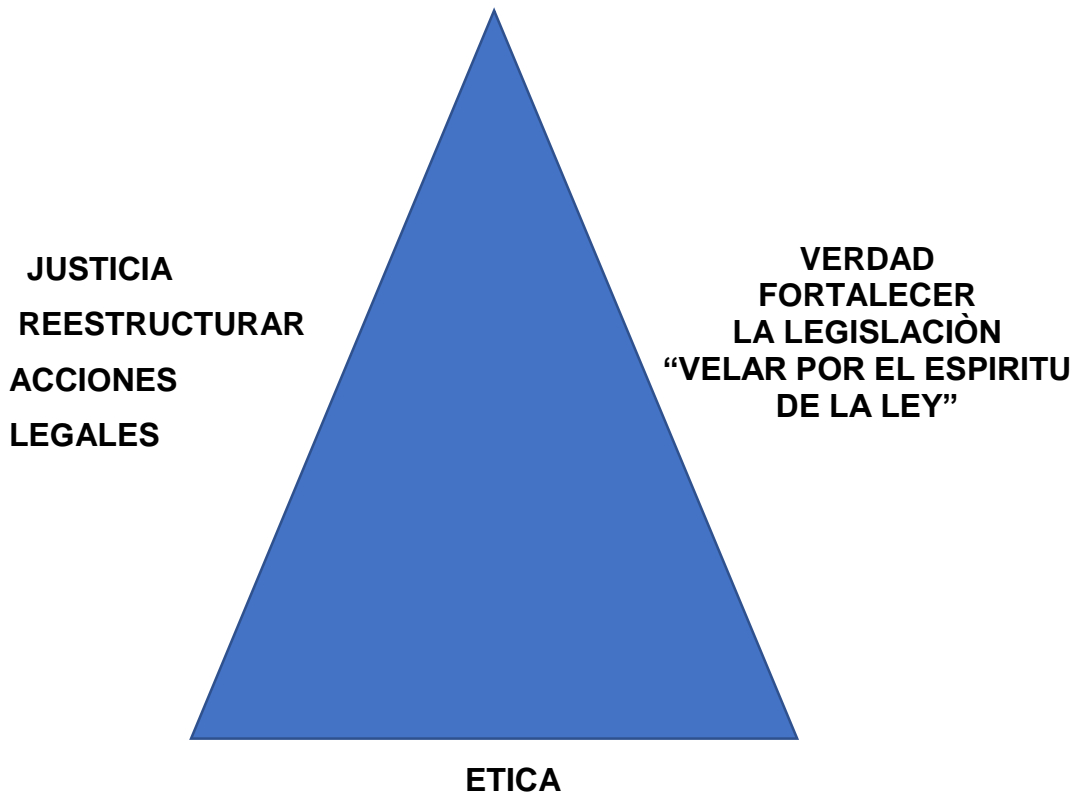 JUSTICIA
REESTRUCTURAR
ACCIONES
LEGALES
VERDAD
FORTALECER
LA LEGISLACIÒN
“VELAR POR EL ESPIRITU
DE LA LEY”
ETICA